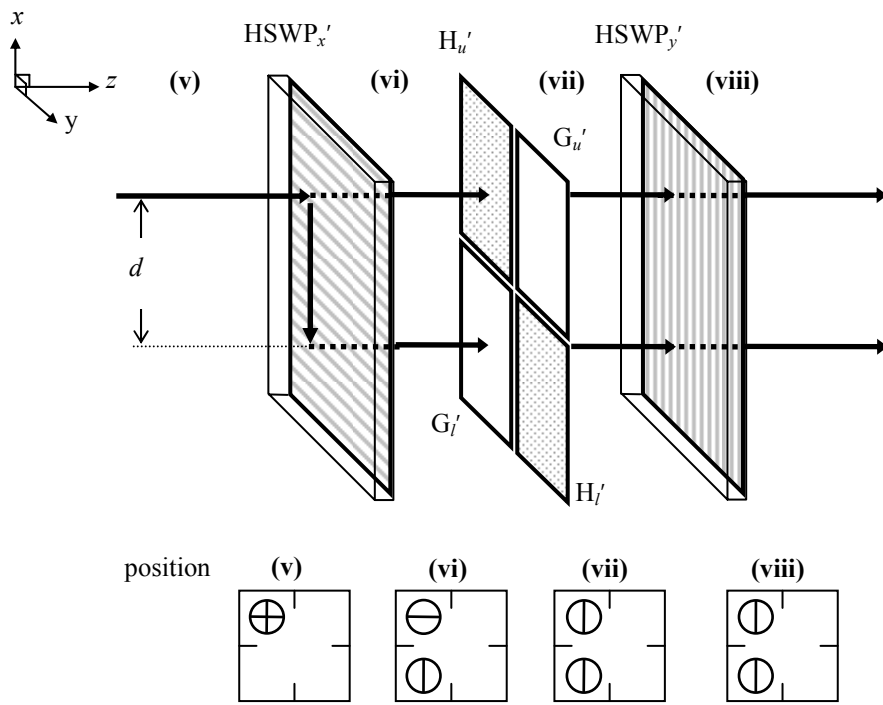 HSWPx′ Hu′ HSWPy′
x
z
y
(v) (vi) (vii) (viii)
Gu′
d
Gl′
Hl′
position (v) (vi) (vii) (viii)